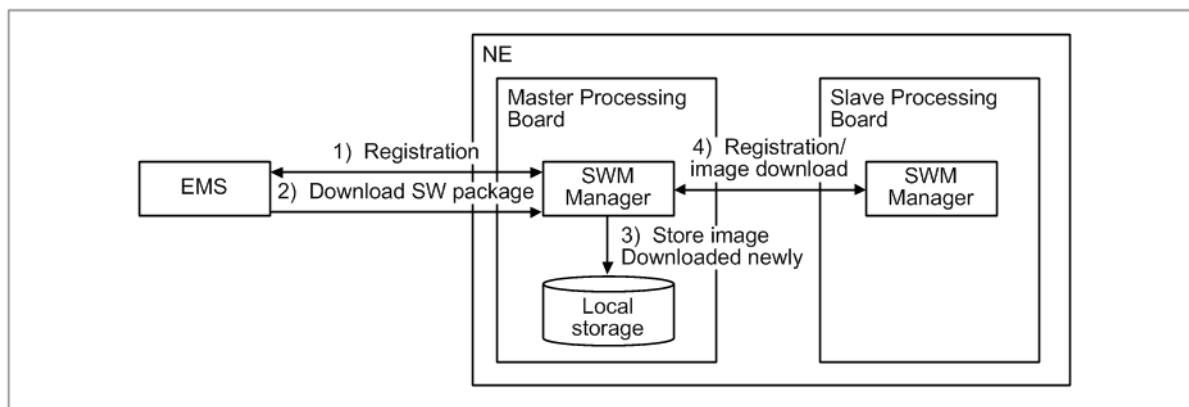 NE
Master Processing
Board
Slave Processing
Board
1) Registration
4) Registration/
image download
EMS
2) Download SW package
SWM
Manager
SWM
Manager
3) Store image
Downloaded newly
Local
storage